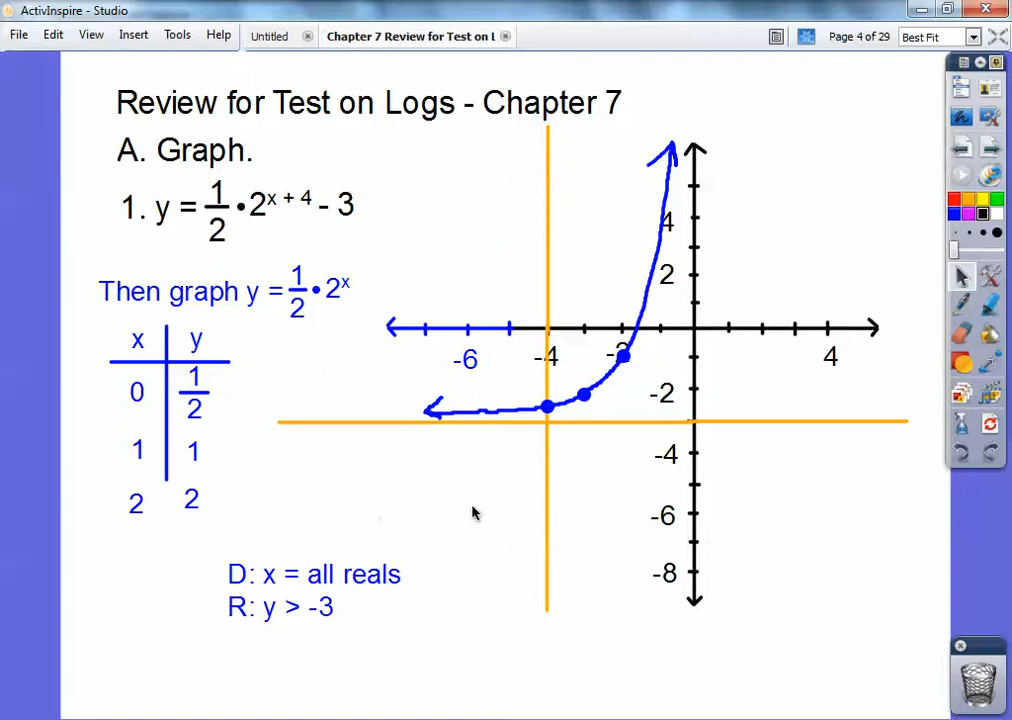 ActivInspire - Studio
File Edit View Insert Tools Help
Untitled
Chapter 7 Review for Test on L
Page 4 of 29
Best Fit
Review for Test on Logs - Chapter 7
A. Graph.
1. y = 1/2 • 2^(x + 4) - 3
Then graph y = 1/2 • 2^x
x y
0 1/2
1 1
2 2
D: x = all reals
R: y > -3
4
2
-6 -4 -2 4
-2
-4
-6
-8